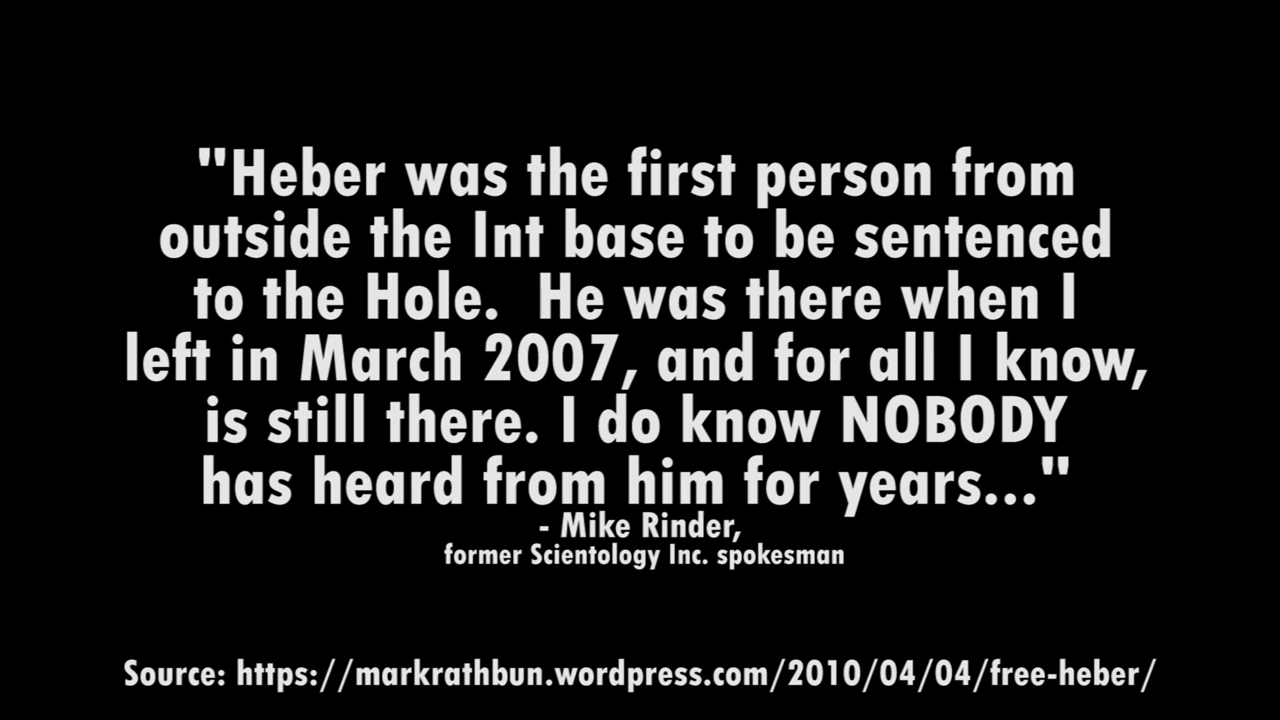 "Heber was the first person from
outside the Int base to be sentenced
to the Hole.  He was there when I
left in March 2007, and for all I know,
is still there. I do know NOBODY
has heard from him for years..."
- Mike Rinder,
former Scientology Inc. spokesman
Source: https://markrathbun.wordpress.com/2010/04/04/free-heber/